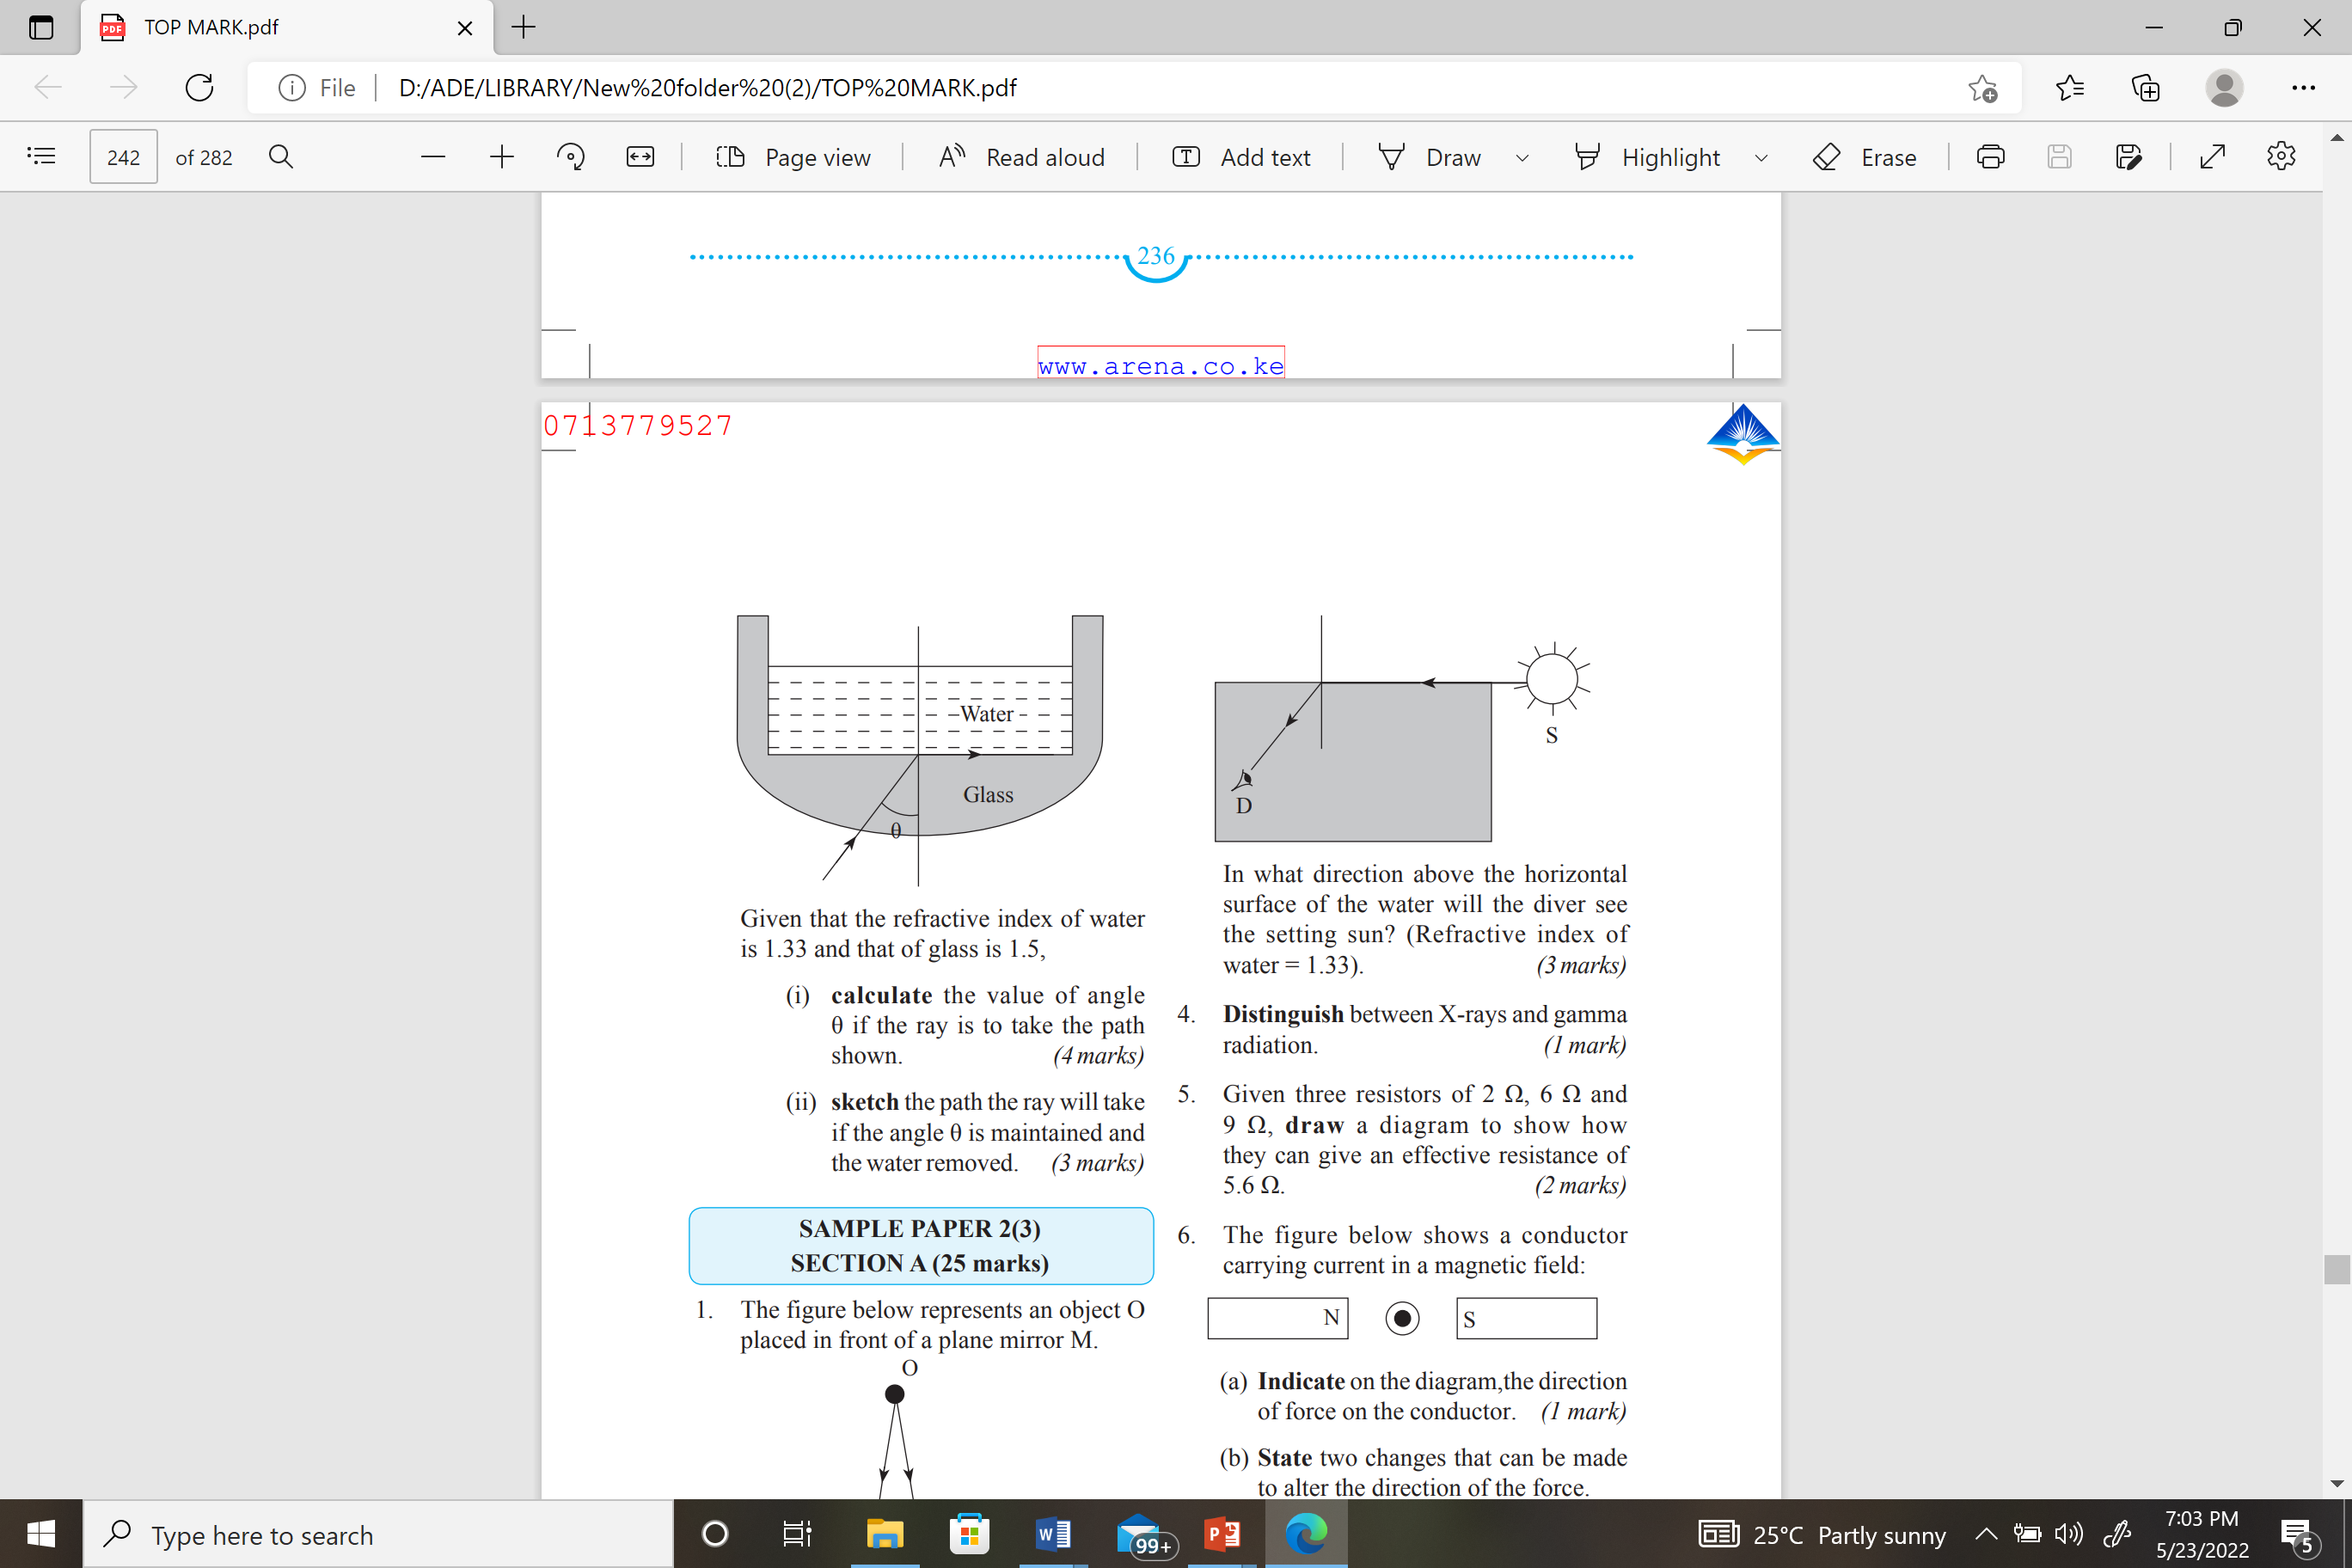 TOP MARK.pdf
File
D:/ADE/LIBRARY/New%20folder%20(2)/TOP%20MARK.pdf
242 of 282
Page view
Read aloud
Add text
Draw
Highlight
Erase
236
www.arena.co.ke
0713779527
Water
Glass
θ
Given that the refractive index of water
is 1.33 and that of glass is 1.5,
(i) calculate the value of angle
θ if the ray is to take the path
shown. (4 marks)
(ii) sketch the path the ray will take
if the angle θ is maintained and
the water removed. (3 marks)
SAMPLE PAPER 2(3)
SECTION A (25 marks)
1. The figure below represents an object O
placed in front of a plane mirror M.
O
S
D
In what direction above the horizontal
surface of the water will the diver see
the setting sun? (Refractive index of
water = 1.33). (3 marks)
4. Distinguish between X-rays and gamma
radiation. (1 mark)
5. Given three resistors of 2 Ω, 6 Ω and
9 Ω, draw a diagram to show how
they can give an effective resistance of
5.6 Ω. (2 marks)
6. The figure below shows a conductor
carrying current in a magnetic field:
N S
(a) Indicate on the diagram,the direction
of force on the conductor. (1 mark)
(b) State two changes that can be made
to alter the direction of the force.
Type here to search
99+
25°C Partly sunny
7:03 PM
5/23/2022
5